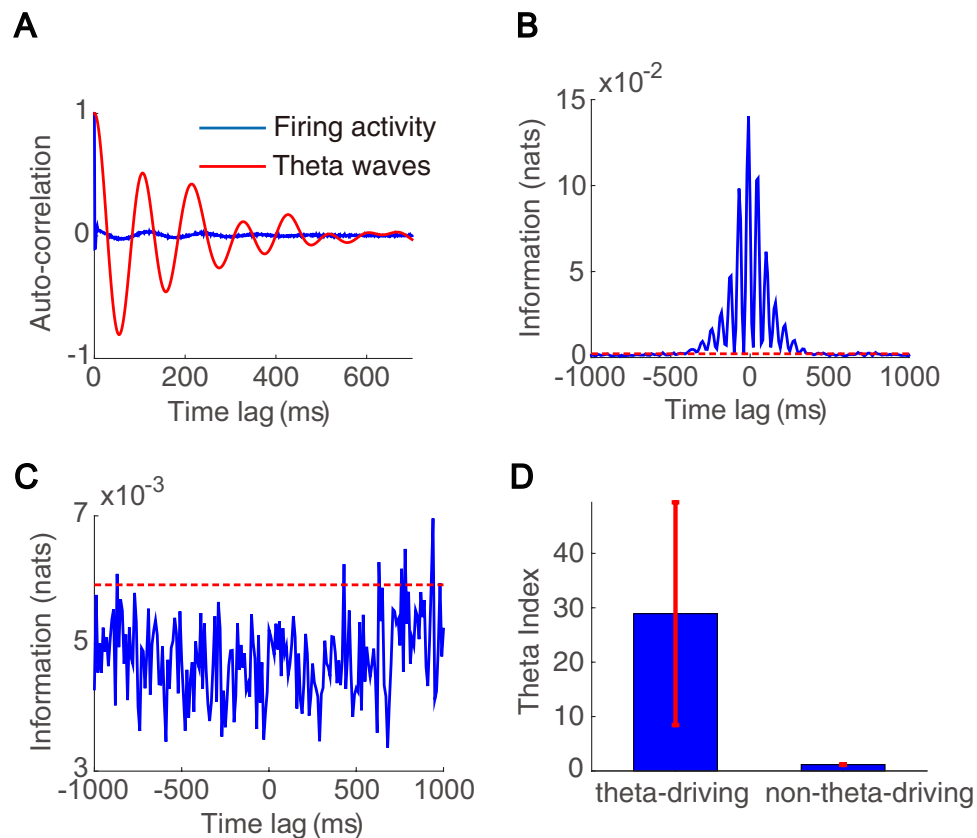 A
Auto-correlation
1
0
-1
Firing activity
Theta waves
0 200 400 600
Time lag (ms)
B
x10-2
Information (nats)
15
10
5
0
-1000 -500 0 500 1000
Time lag (ms)
C
x10-3
Information (nats)
7
5
3
-1000 -500 0 500 1000
Time lag (ms)
D
Theta Index
40
30
20
10
0
theta-driving non-theta-driving